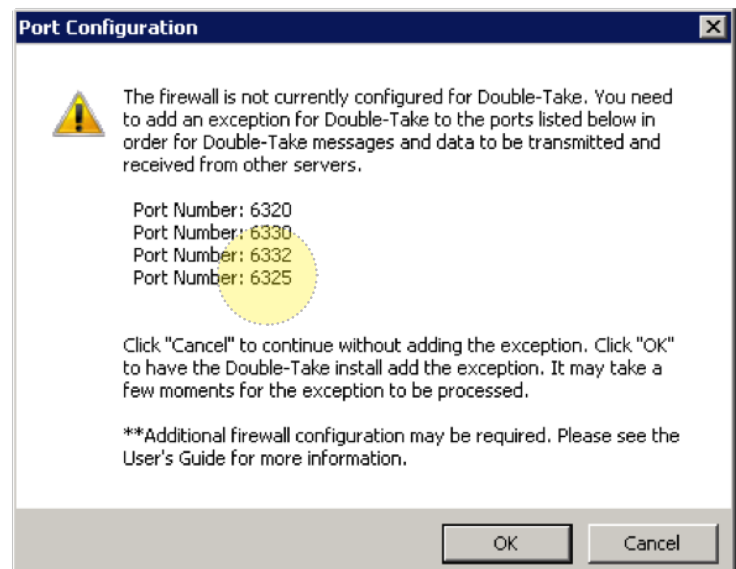 Port Configuration
The firewall is not currently configured for Double-Take. You need
to add an exception for Double-Take to the ports listed below in
order for Double-Take messages and data to be transmitted and
received from other servers.
Port Number: 6320
Port Number: 6330
Port Number: 6332
Port Number: 6325
Click "Cancel" to continue without adding the exception. Click "OK"
to have the Double-Take install add the exception. It may take a
few moments for the exception to be processed.
**Additional firewall configuration may be required. Please see the
User's Guide for more information.
OK Cancel